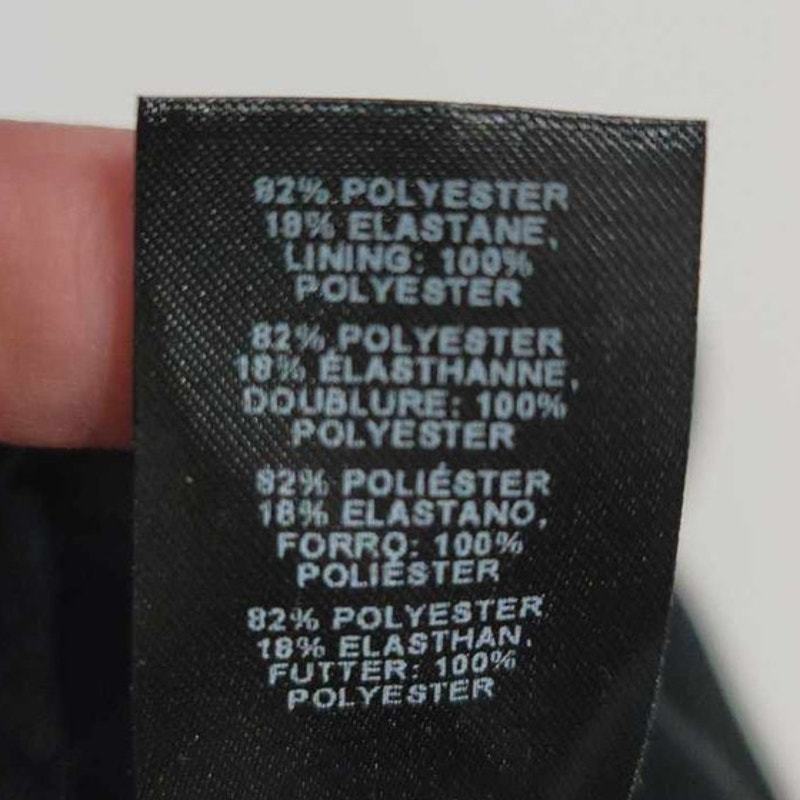 82% POLYESTER
18% ELASTANE,
LINING: 100%
POLYESTER
82% POLYESTER
18% ÉLASTHANNE,
DOUBLURE: 100%
POLYESTER
82% POLIÉSTER
18% ELASTANO,
FORRO: 100%
POLIÉSTER
82% POLYESTER
18% ELASTHAN,
FUTTER: 100%
POLYESTER